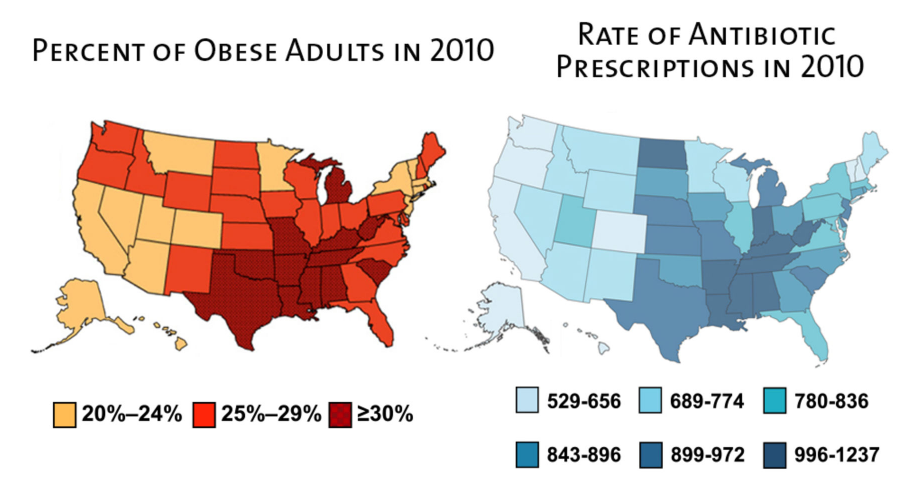 PERCENT OF OBESE ADULTS IN 2010
RATE OF ANTIBIOTIC
PRESCRIPTIONS IN 2010
20%–24% 25%–29% ≥30%
529-656 689-774 780-836
843-896 899-972 996-1237